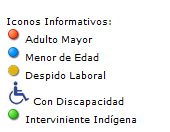 Iconos Informativos:
Adulto Mayor
Menor de Edad
Despido Laboral
Con Discapacidad
Interviniente Indígena